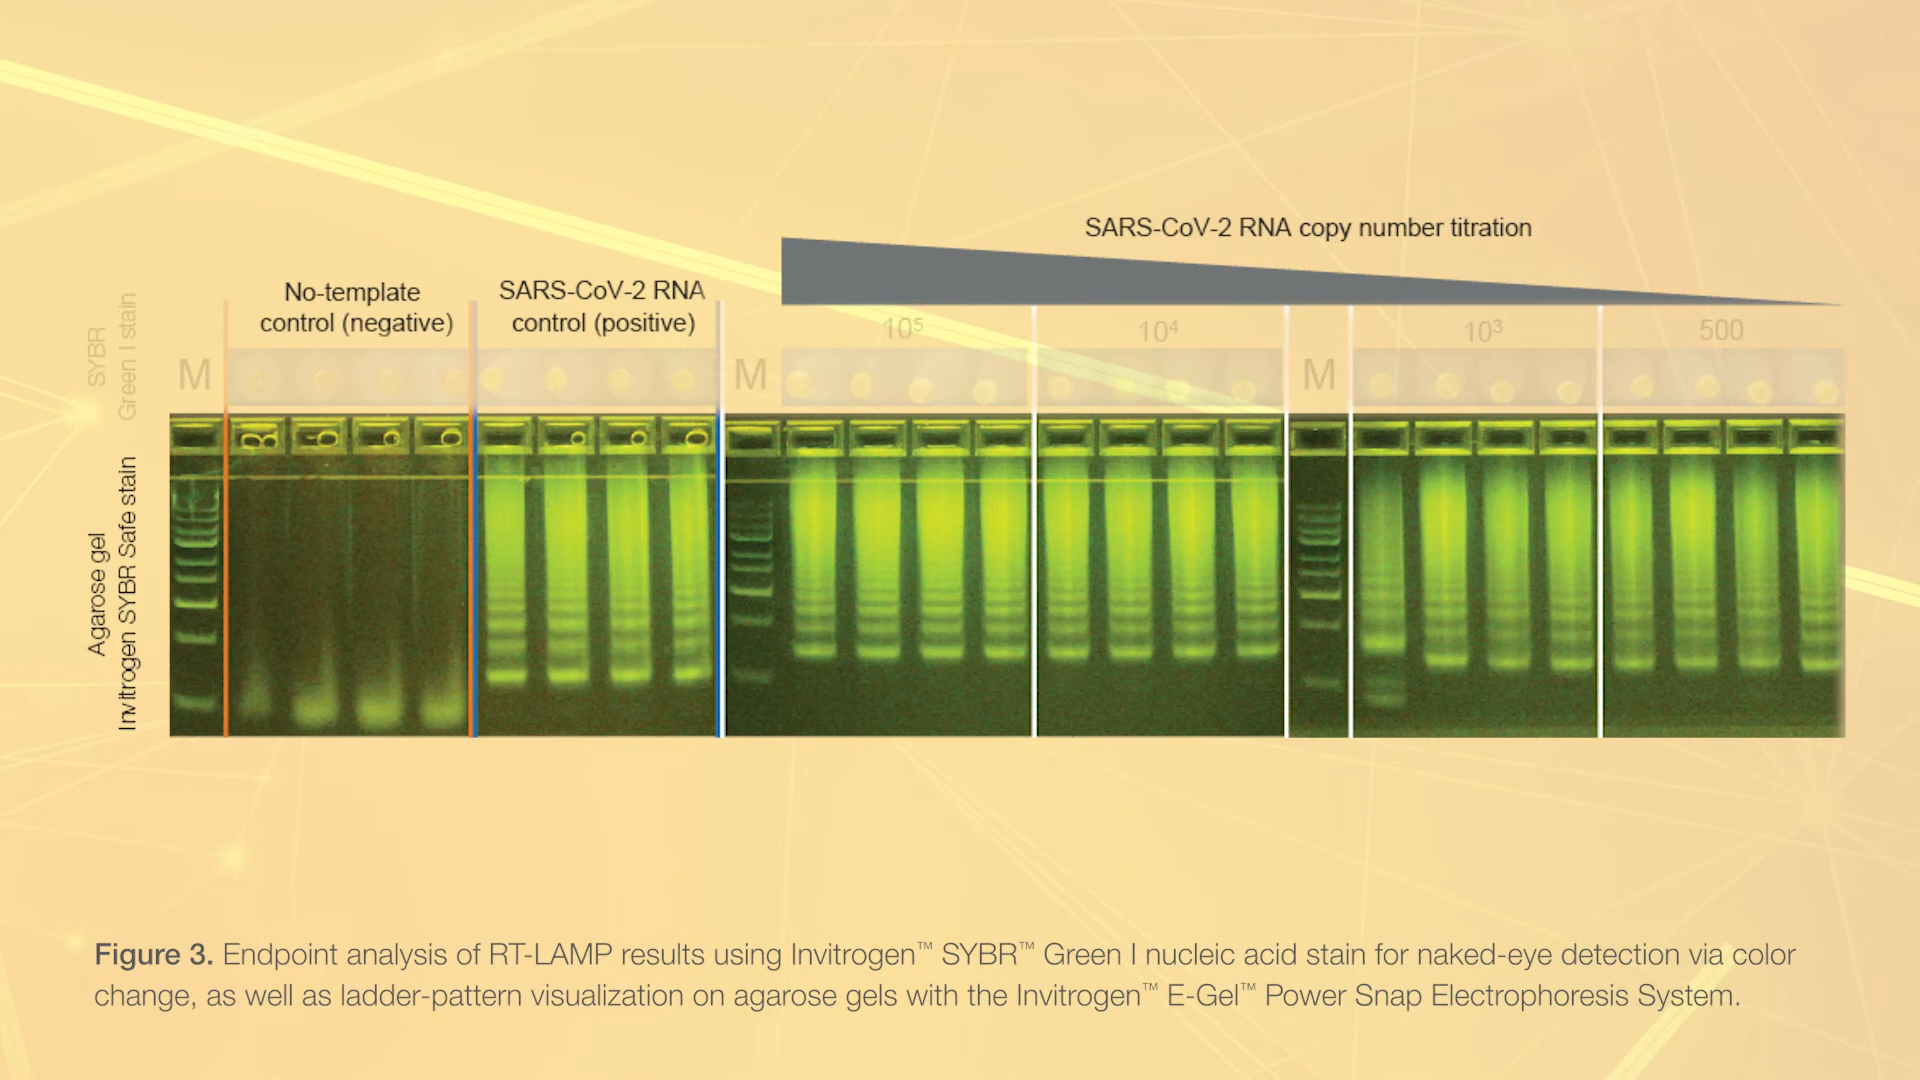 SARS-CoV-2 RNA copy number titration
No-template
control (negative)
SARS-CoV-2 RNA
control (positive)
10⁵
10⁴
10³
500
SYBR
Green I stain
M
M
M
Agarose gel
Invitrogen SYBR Safe stain
Figure 3. Endpoint analysis of RT-LAMP results using Invitrogen™ SYBR™ Green I nucleic acid stain for naked-eye detection via color
change, as well as ladder-pattern visualization on agarose gels with the Invitrogen™ E-Gel™ Power Snap Electrophoresis System.